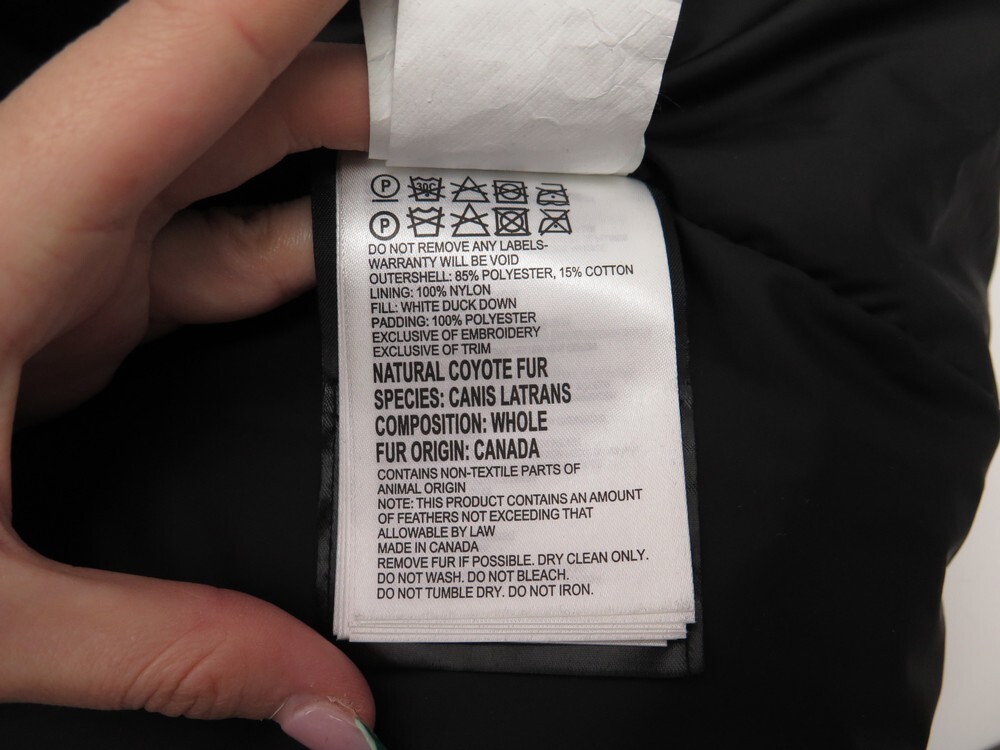 P 30C
P
DO NOT REMOVE ANY LABELS-
WARRANTY WILL BE VOID
OUTERSHELL: 85% POLYESTER, 15% COTTON
LINING: 100% NYLON
FILL: WHITE DUCK DOWN
PADDING: 100% POLYESTER
EXCLUSIVE OF EMBROIDERY
EXCLUSIVE OF TRIM
NATURAL COYOTE FUR
SPECIES: CANIS LATRANS
COMPOSITION: WHOLE
FUR ORIGIN: CANADA
CONTAINS NON-TEXTILE PARTS OF
ANIMAL ORIGIN
NOTE: THIS PRODUCT CONTAINS AN AMOUNT
OF FEATHERS NOT EXCEEDING THAT
ALLOWABLE BY LAW
MADE IN CANADA
REMOVE FUR IF POSSIBLE. DRY CLEAN ONLY.
DO NOT WASH. DO NOT BLEACH.
DO NOT TUMBLE DRY. DO NOT IRON.